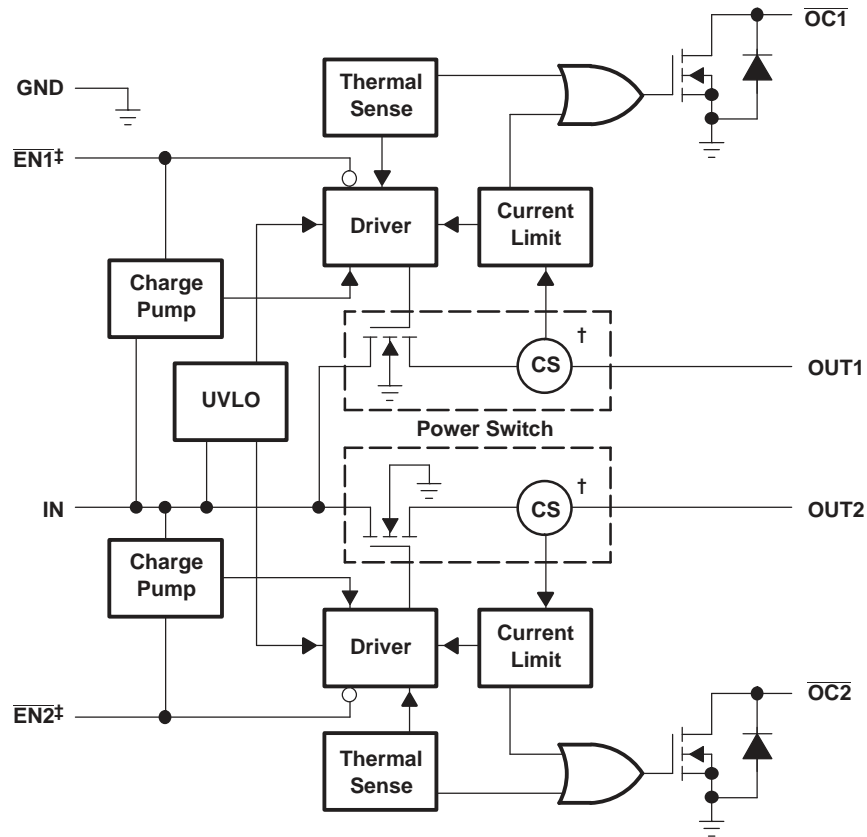 OC1
Thermal
Sense
GND
EN1‡
Driver
Current
Limit
Charge
Pump
†
CS
OUT1
UVLO
Power Switch
†
IN
CS
OUT2
Charge
Pump
Driver
Current
Limit
EN2‡
OC2
Thermal
Sense